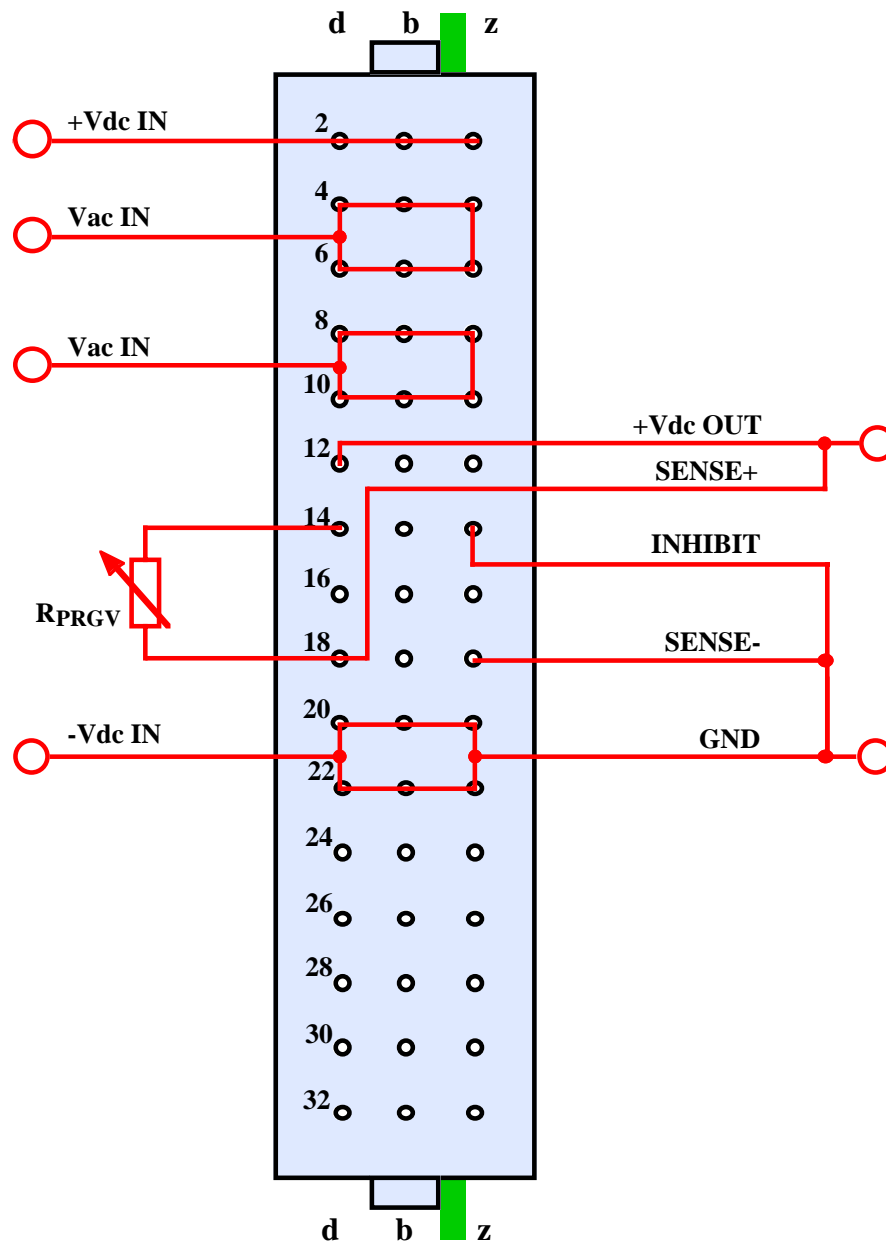 d b z
2
+Vdc IN
4
Vac IN
6
8
Vac IN
10
+Vdc OUT
12
SENSE+
14
INHIBIT
16
RPRGV
18
SENSE-
20
-Vdc IN
GND
22
24
26
28
30
32
d b z